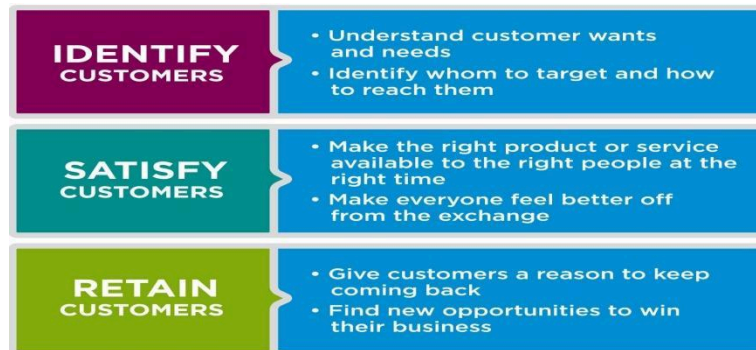 IDENTIFY
CUSTOMERS
• Understand customer wants
and needs
• Identify whom to target and how
to reach them
SATISFY
CUSTOMERS
• Make the right product or service
available to the right people at the
right time
• Make everyone feel better off
from the exchange
RETAIN
CUSTOMERS
• Give customers a reason to keep
coming back
• Find new opportunities to win
their business